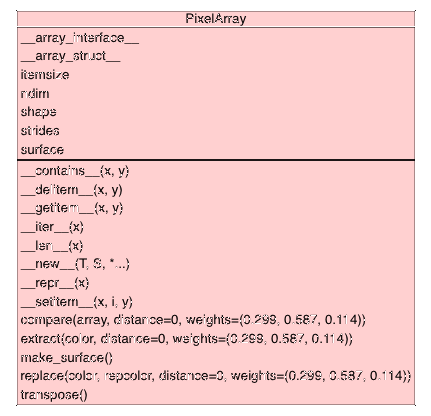 PixelArray
__array_interface__
__array_struct__
itemsize
ndim
shape
strides
surface
__contains__(x, y)
__delitem__(x, y)
__getitem__(x, y)
__iter__(x)
__len__(x)
__new__(T, S, *...)
__repr__(x)
__setitem__(x, i, y)
compare(array, distance=0, weights=(0.299, 0.587, 0.114))
extract(color, distance=0, weights=(0.299, 0.587, 0.114))
make_surface()
replace(color, repcolor, distance=0, weights=(0.299, 0.587, 0.114))
transpose()